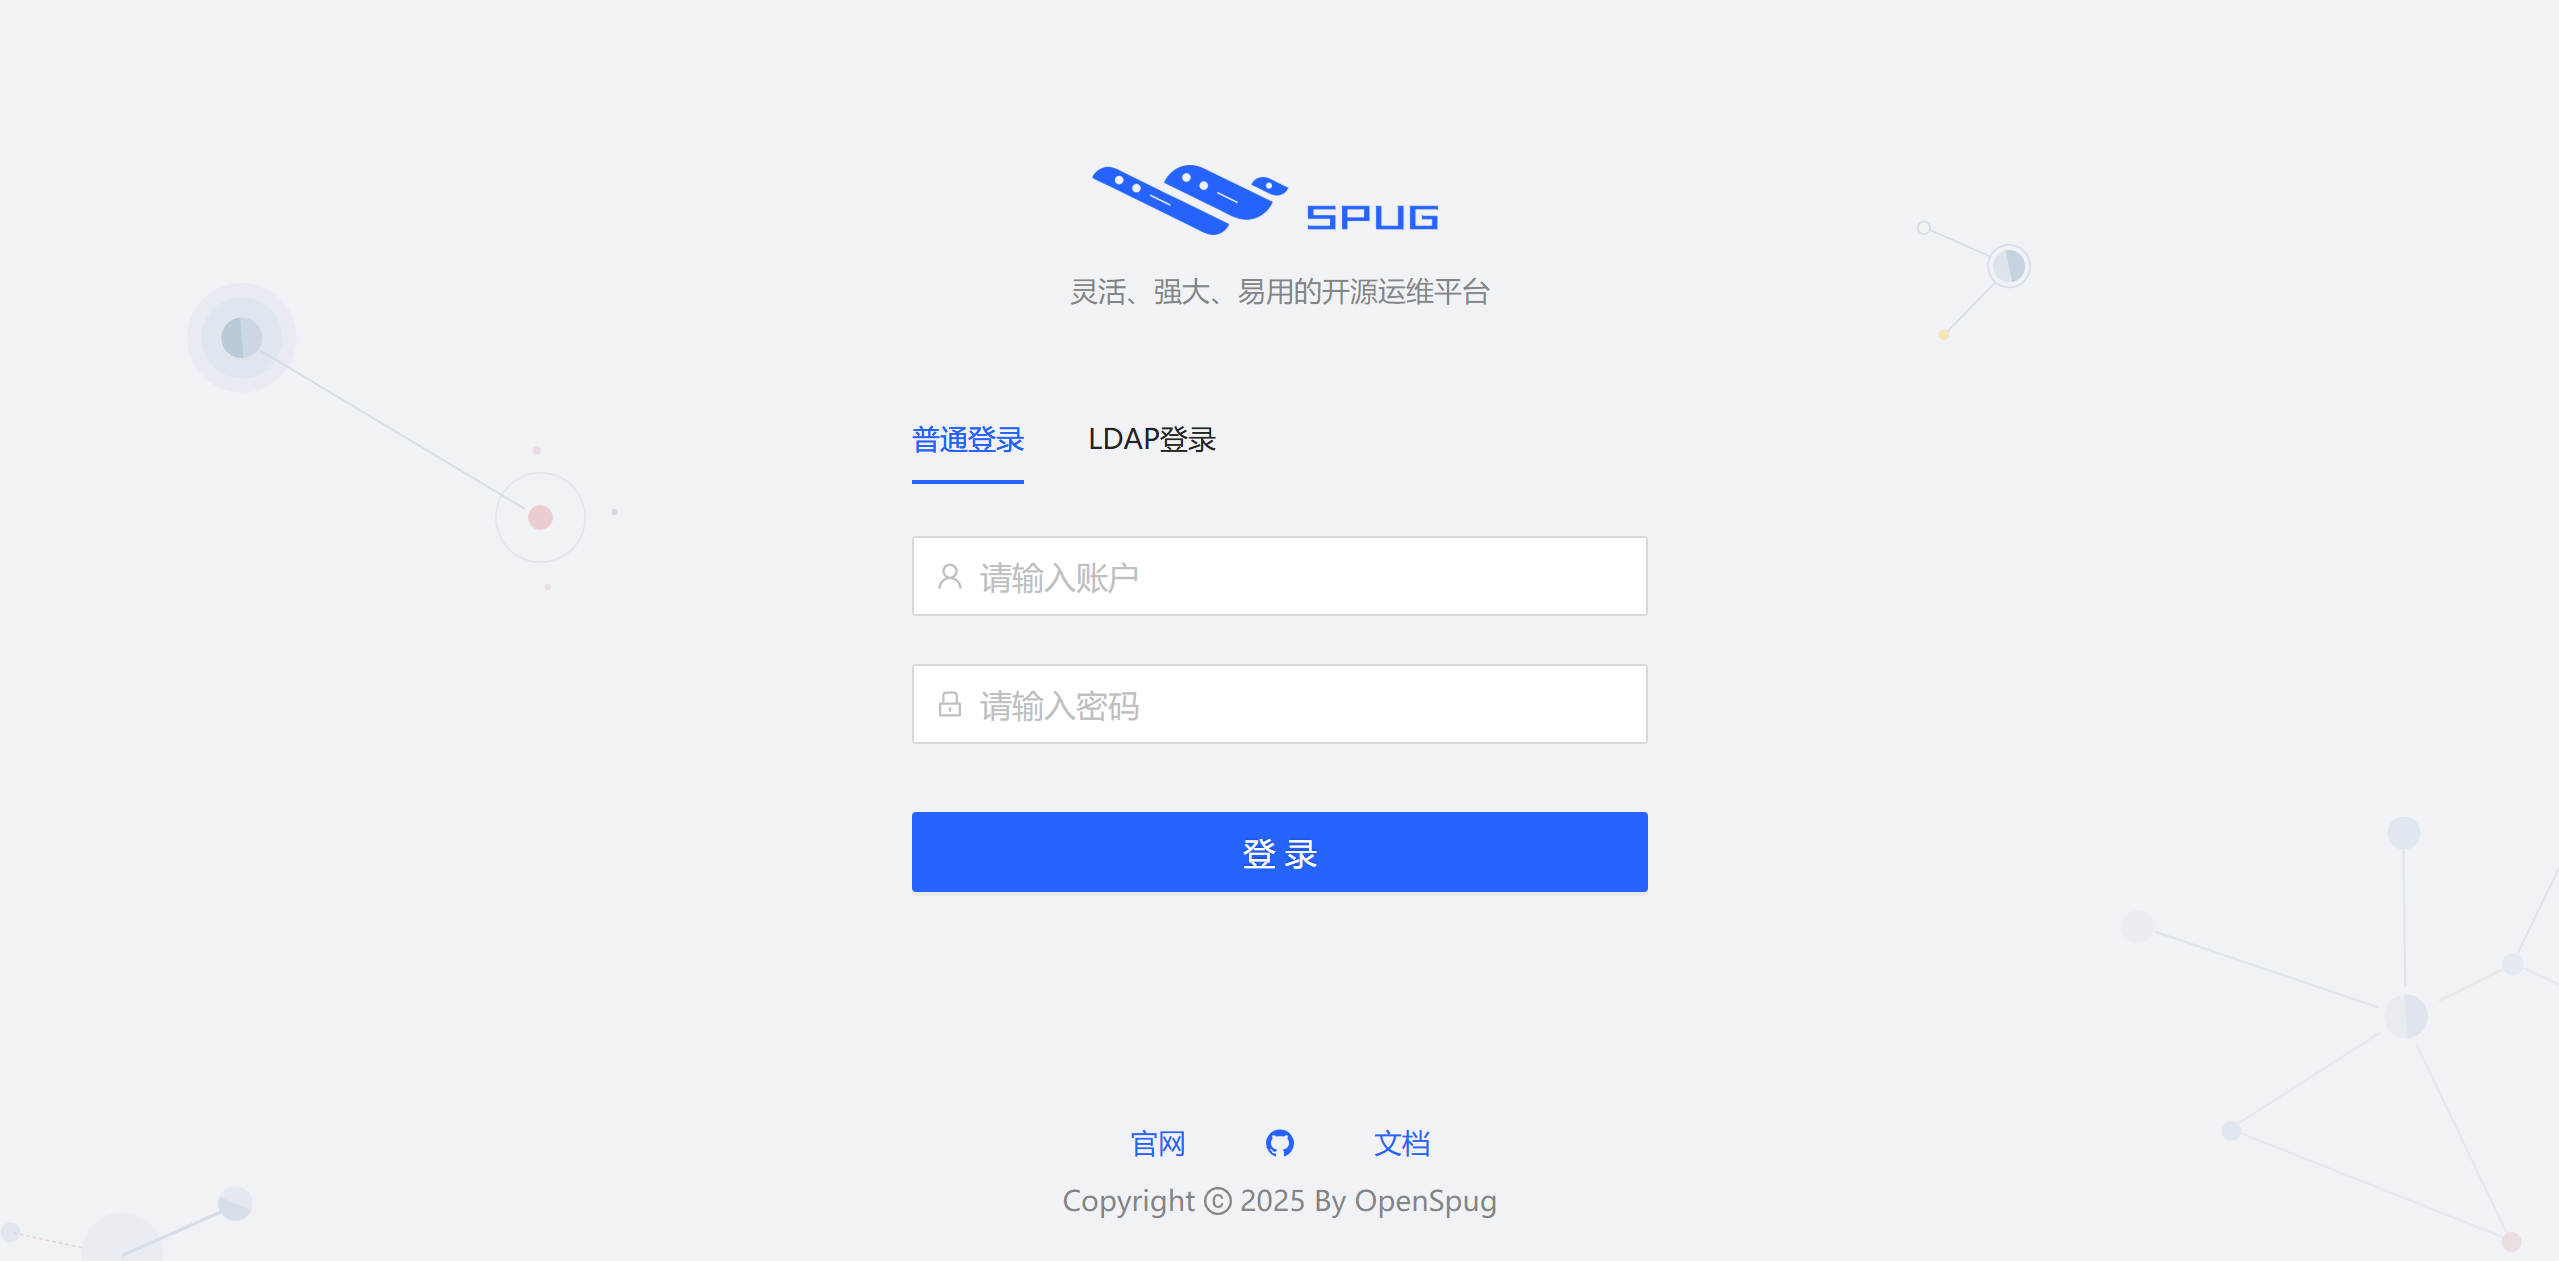 SPUG
灵活、强大、易用的开源运维平台
普通登录 LDAP登录
请输入账户
请输入密码
登 录
官网 文档
Copyright © 2025 By OpenSpug